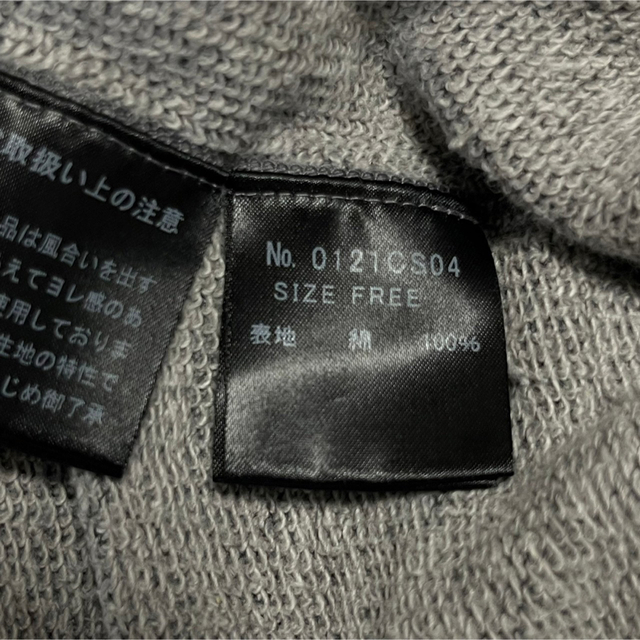 取扱い上の注意
品は風合いを出す
えてヨレ感のあ
使用しておりま
生地の特性で
じめ御了承
No. 0121CS04
SIZE FREE
表地 綿 100%